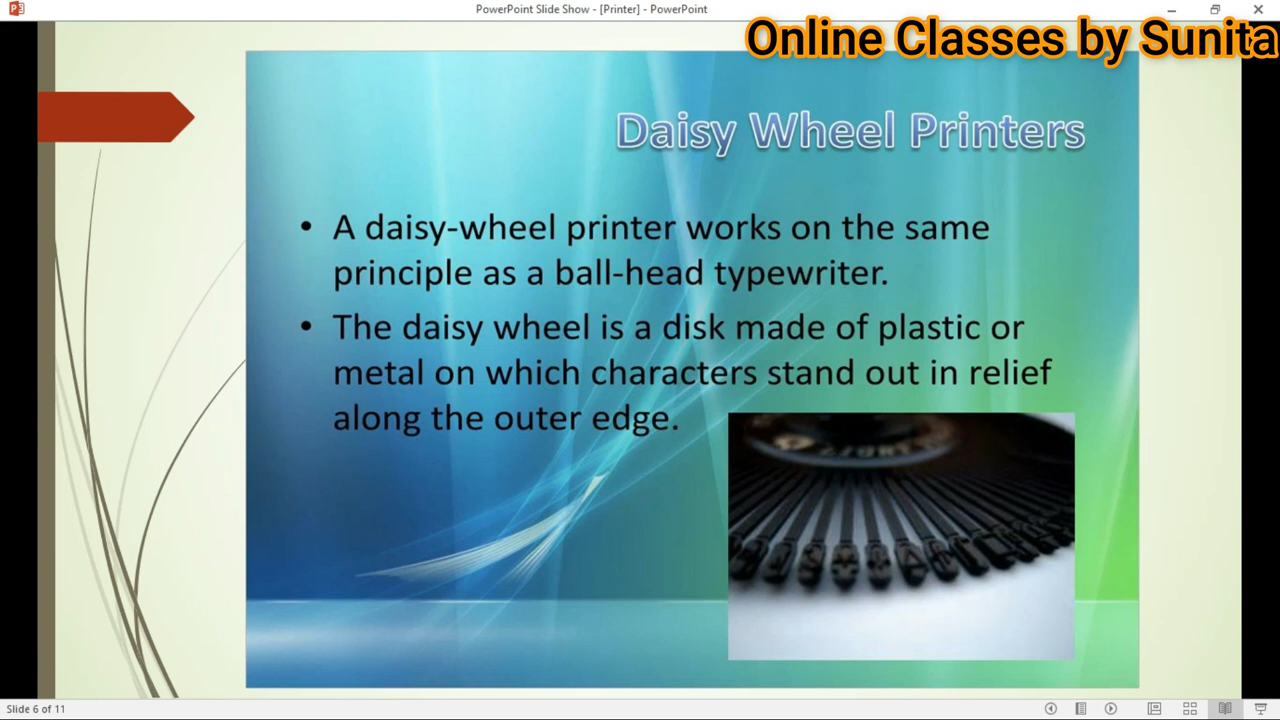 PowerPoint Slide Show - [Printer] - PowerPoint
Online Classes by Sunita
Daisy Wheel Printers
• A daisy-wheel printer works on the same
principle as a ball-head typewriter.
• The daisy wheel is a disk made of plastic or
metal on which characters stand out in relief
along the outer edge.
Slide 6 of 11